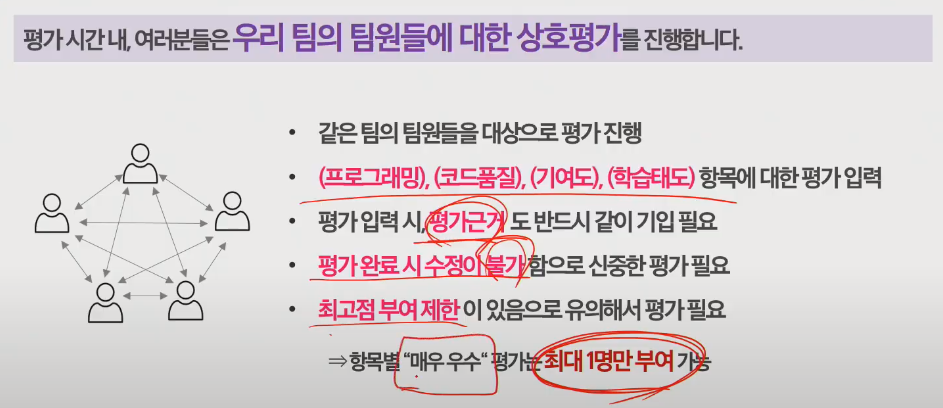 평가 시간 내, 여러분들은 우리 팀의 팀원들에 대한 상호평가를 진행합니다.
• 같은 팀의 팀원들을 대상으로 평가 진행
• (프로그래밍), (코드품질), (기여도), (학습태도) 항목에 대한 평가 입력
• 평가 입력 시, 평가근거 도 반드시 같이 기입 필요
• 평가 완료 시 수정이 불가 함으로 신중한 평가 필요
• 최고점 부여 제한 이 있음으로 유의해서 평가 필요
⇒ 항목별 “매우 우수“ 평가는 최대 1명만 부여 가능